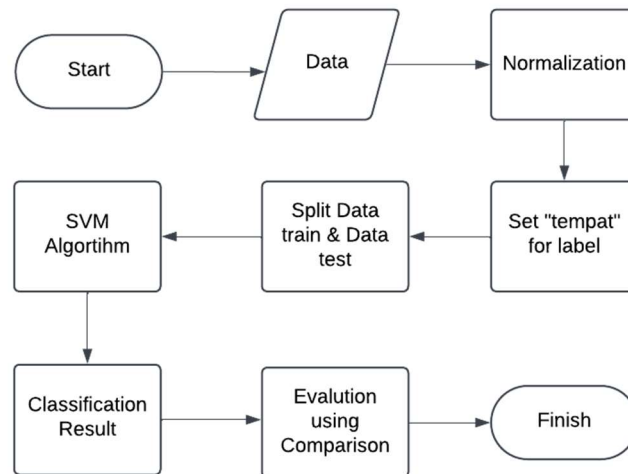 Start
Data
Normalization
Set "tempat"
for label
Split Data
train & Data
test
SVM
Algortihm
Classification
Result
Evalution
using
Comparison
Finish